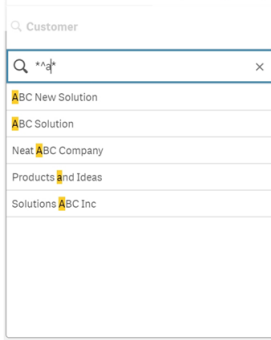 Customer
*^a*
ABC New Solution
ABC Solution
Neat ABC Company
Products and Ideas
Solutions ABC Inc